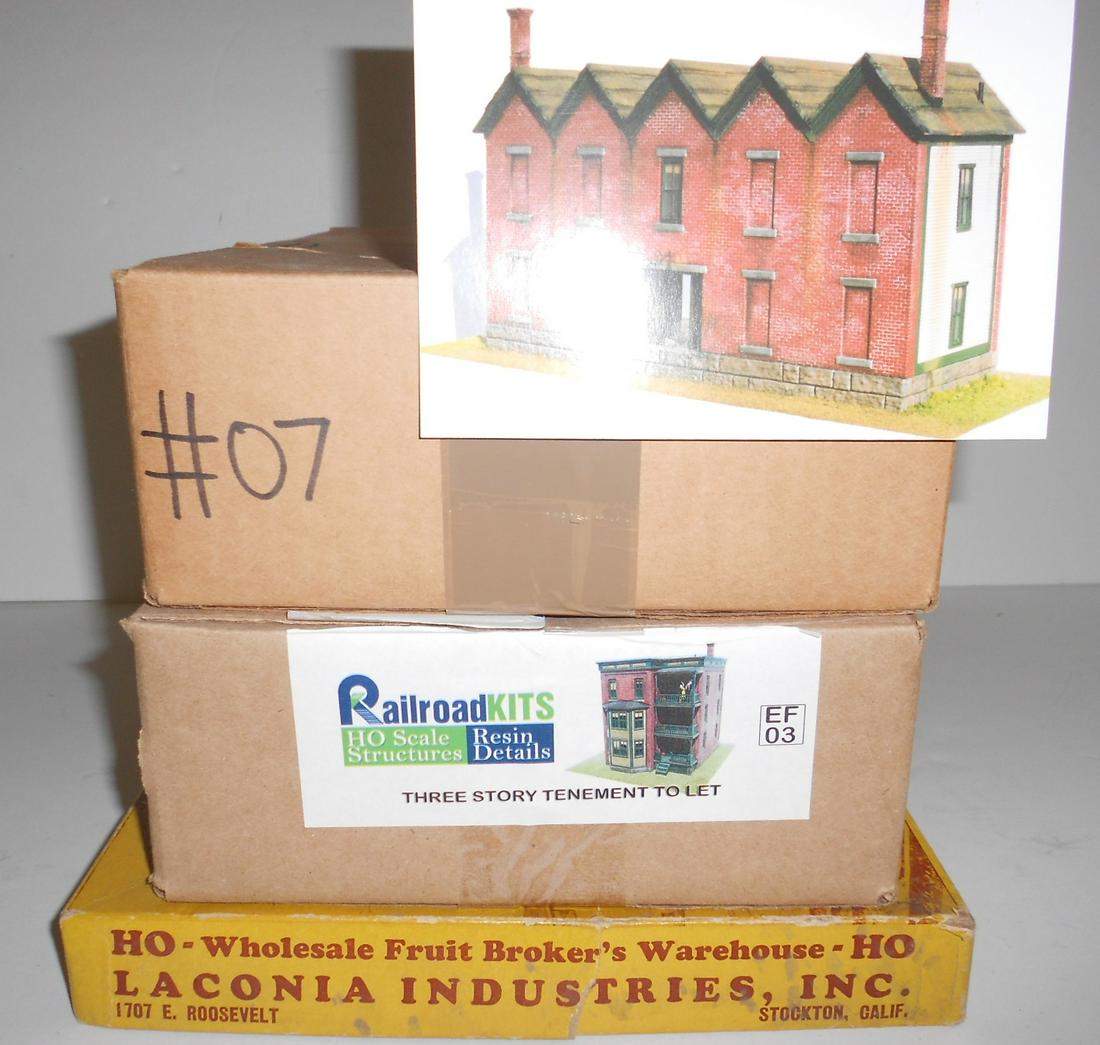 #07
RailroadKITS
HO Scale Structures
Resin Details
EF 03
THREE STORY TENEMENT TO LET
HO - Wholesale Fruit Broker's Warehouse - HO
LACONIA INDUSTRIES, INC.
1707 E. ROOSEVELT STOCKTON, CALIF.